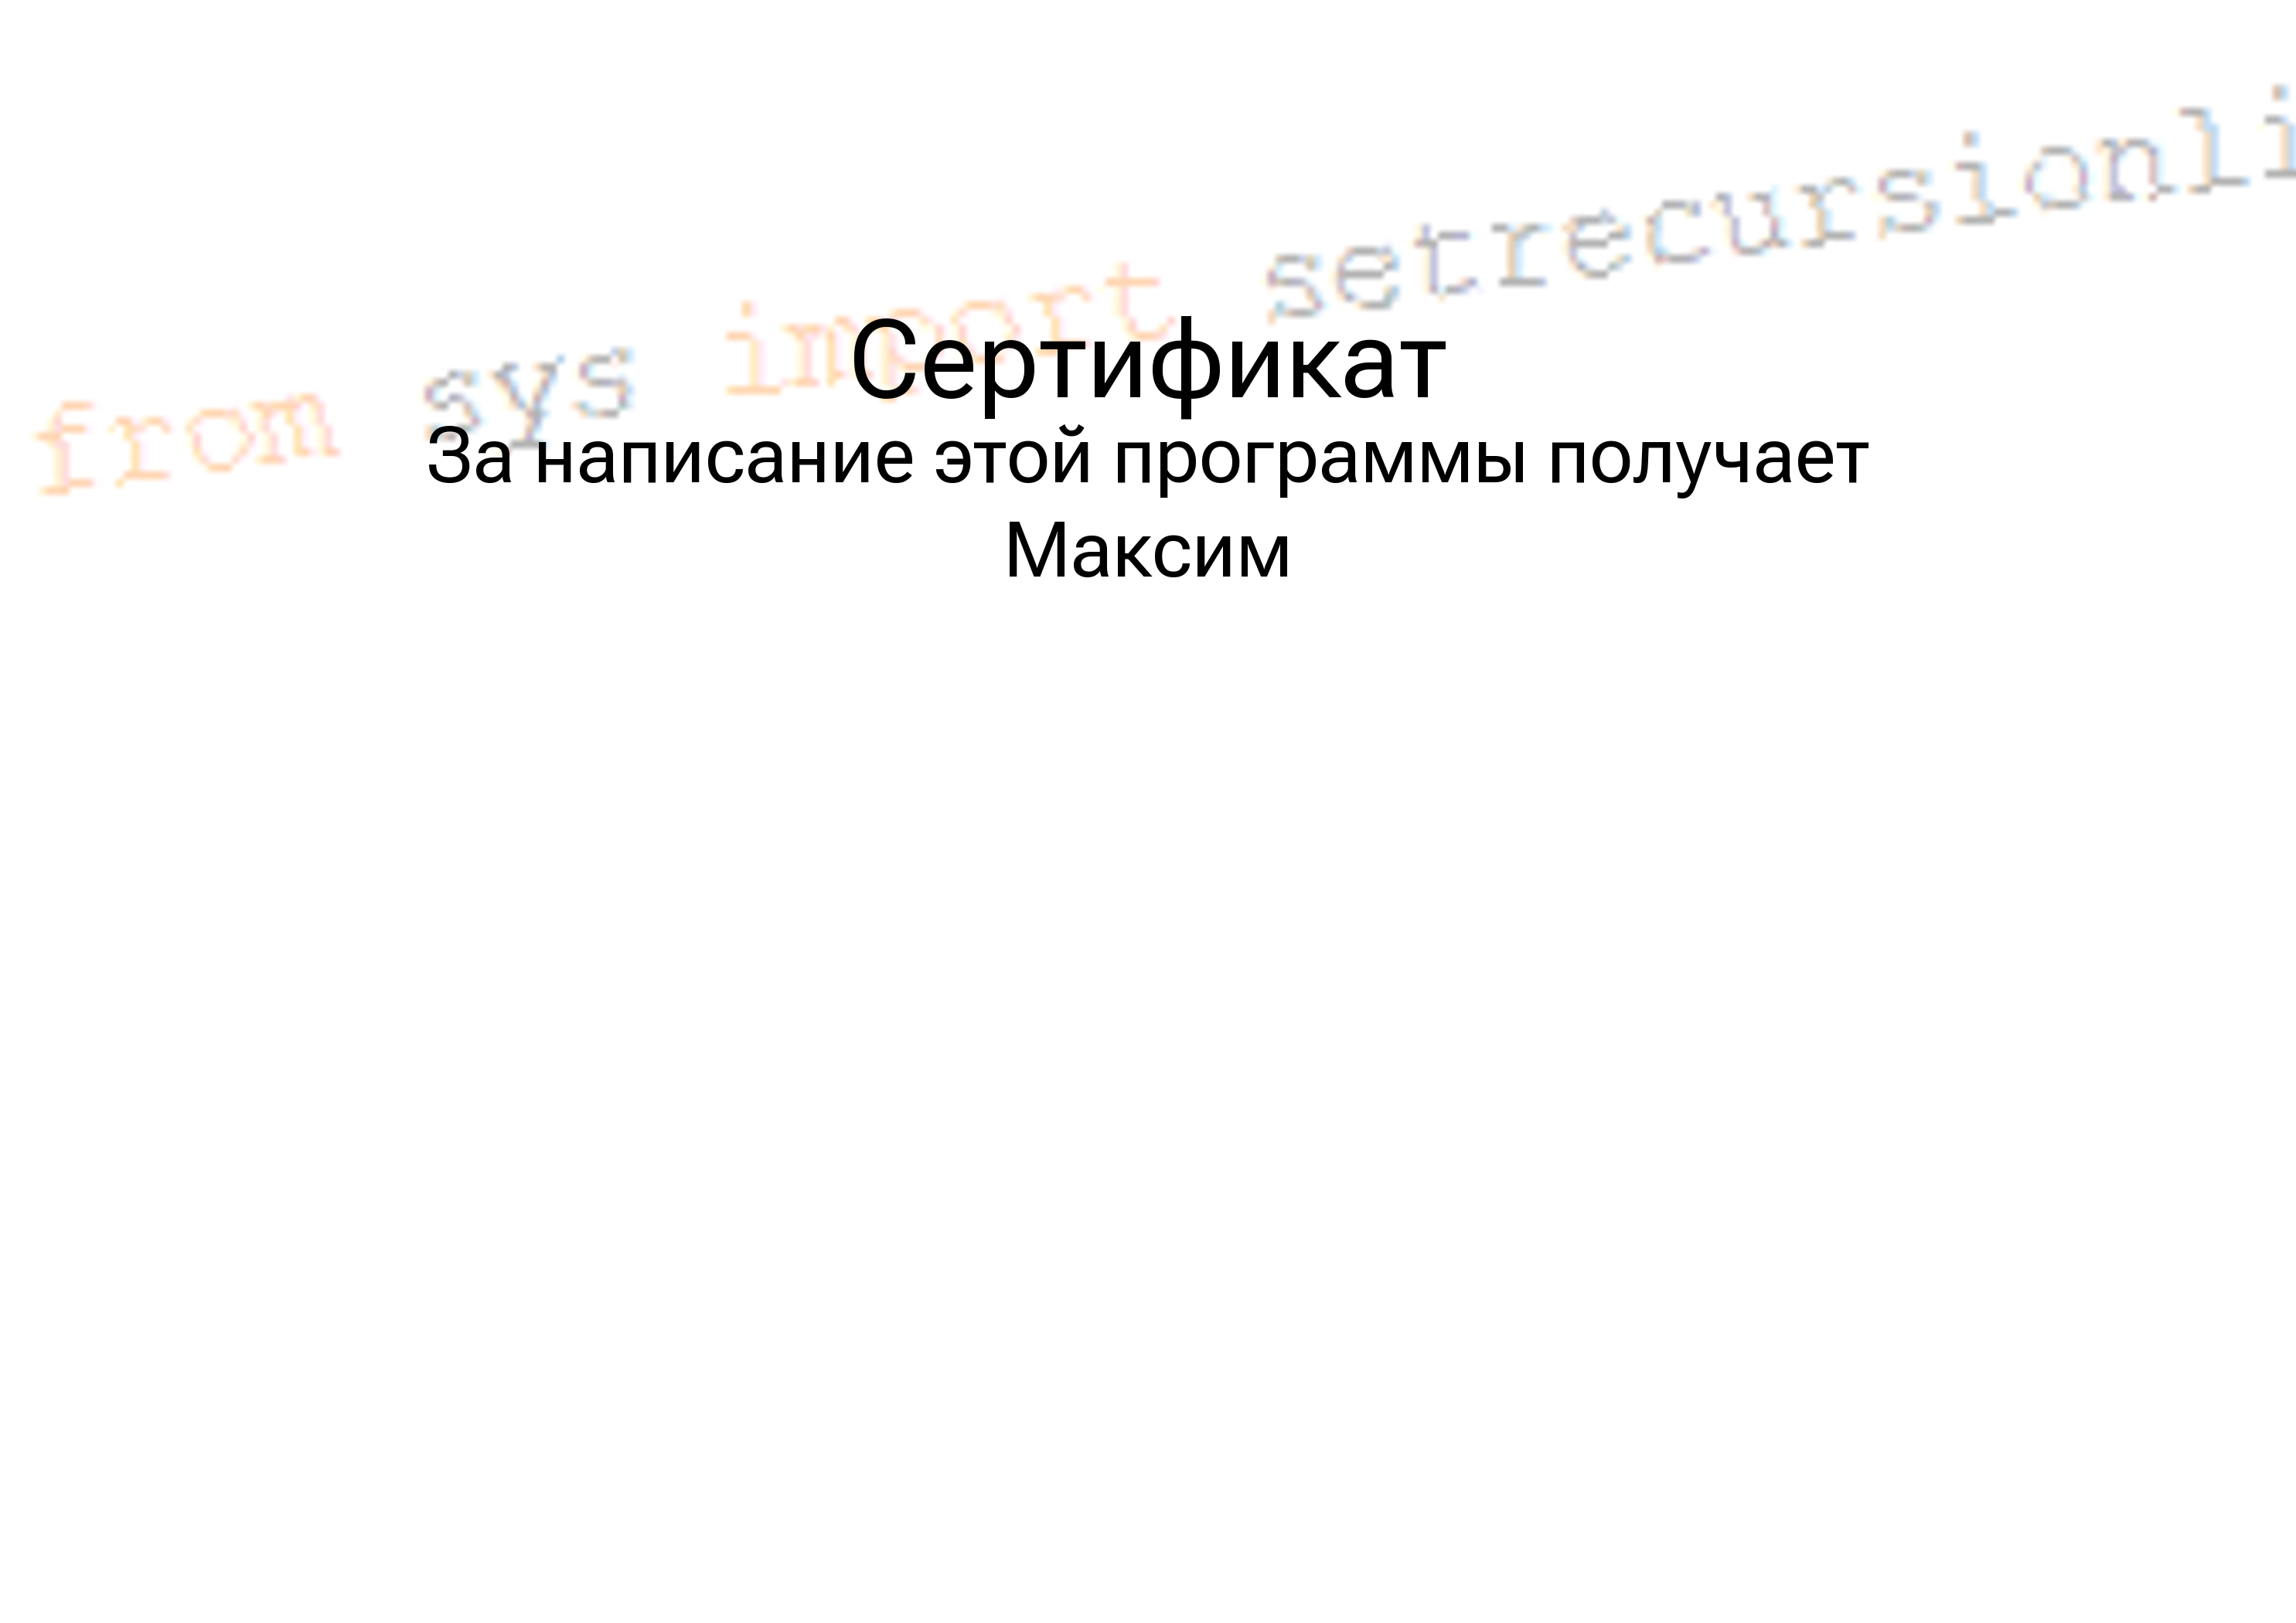 from sys import setrecursionli
Сертификат
За написание этой программы получает
Максим